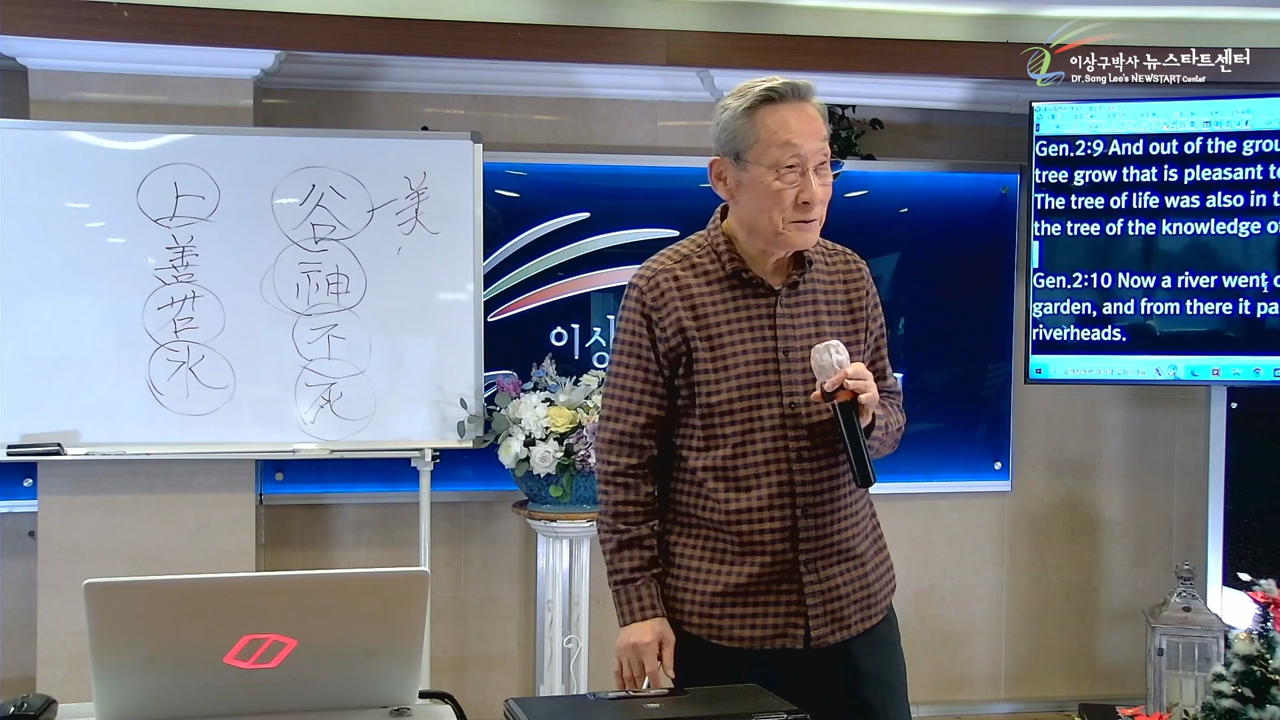 이상구박사 뉴스타트센터
Dr. Sang Lee's NEWSTART Center
上善若水
谷神不死
美
이상
Gen.2:9 And out of the grou
tree grow that is pleasant t
The tree of life was also in t
the tree of the knowledge o
Gen.2:10 Now a river went o
garden, and from there it pa
riverheads.